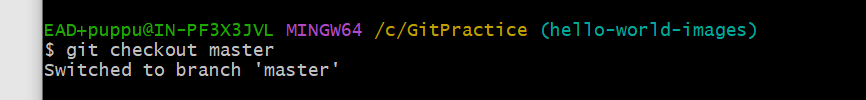 EAD+puppu@IN-PF3X3JVL MINGW64 /c/GitPractice (hello-world-images)
$ git checkout master
Switched to branch 'master'